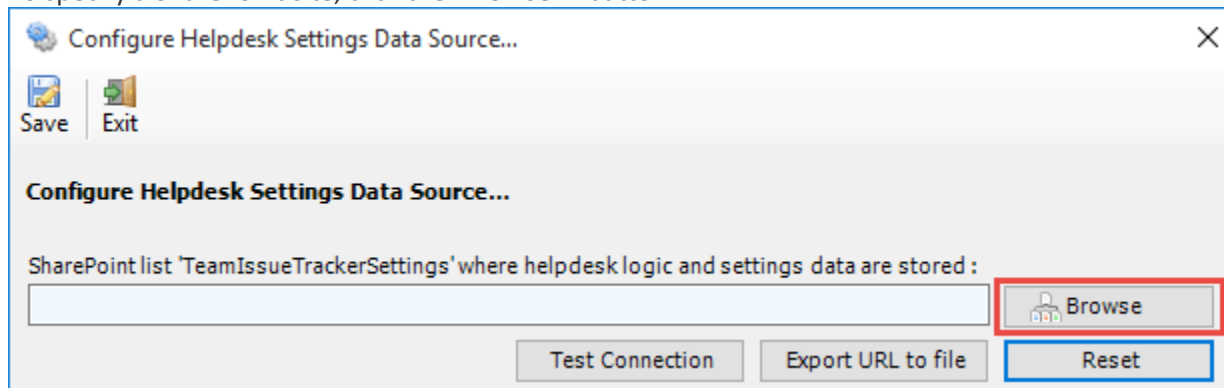 Configure Helpdesk Settings Data Source...
Save Exit
Configure Helpdesk Settings Data Source...
SharePoint list 'TeamIssueTrackerSettings' where helpdesk logic and settings data are stored :
Browse
Test Connection Export URL to file Reset